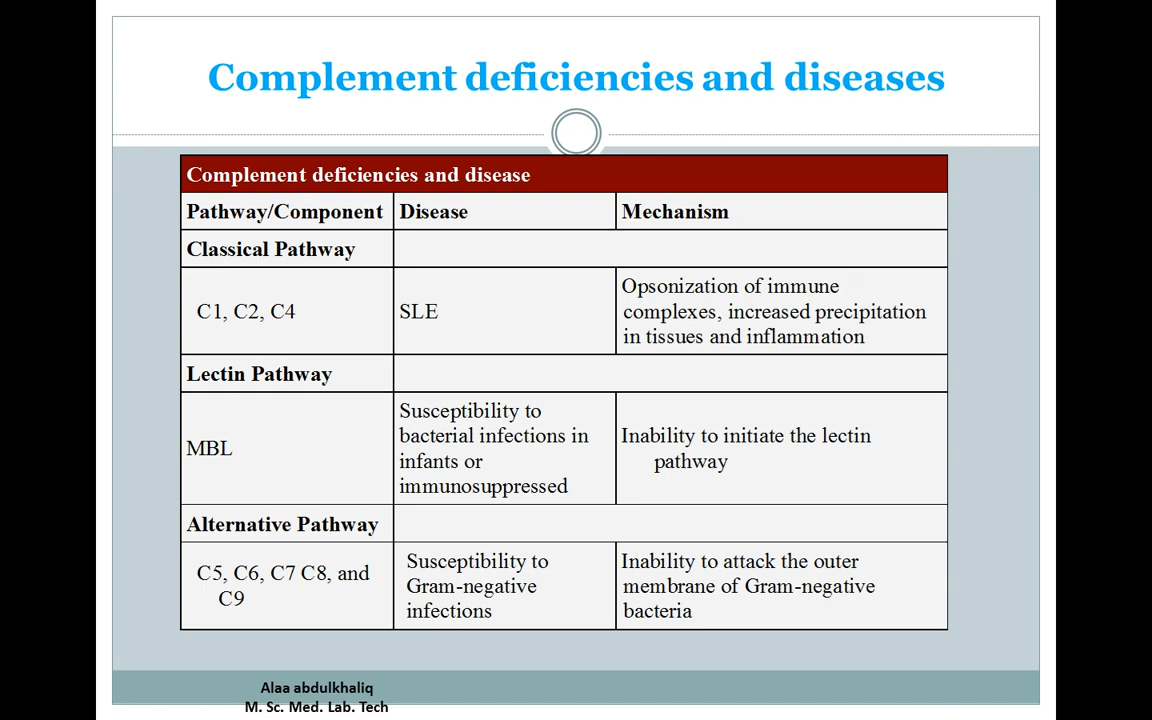 Complement deficiencies and diseases
Complement deficiencies and disease
Pathway/Component Disease Mechanism
Classical Pathway
C1, C2, C4
SLE
Opsonization of immune
complexes, increased precipitation
in tissues and inflammation
Lectin Pathway
MBL
Susceptibility to
bacterial infections in
infants or
immunosuppressed
Inability to initiate the lectin
pathway
Alternative Pathway
C5, C6, C7 C8, and
C9
Susceptibility to
Gram-negative
infections
Inability to attack the outer
membrane of Gram-negative
bacteria
Alaa abdulkhaliq
M. Sc. Med. Lab. Tech